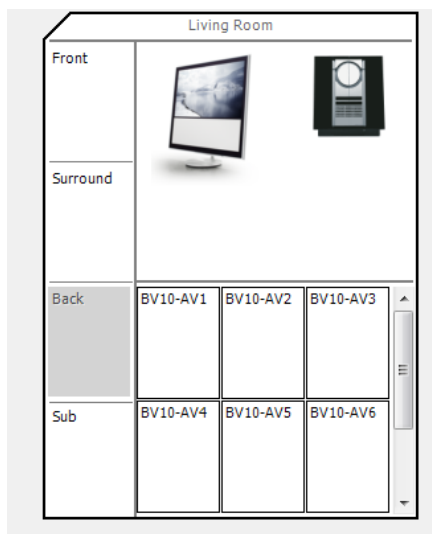 Living Room
Front
Surround
Back
BV10-AV1
BV10-AV2
BV10-AV3
Sub
BV10-AV4
BV10-AV5
BV10-AV6